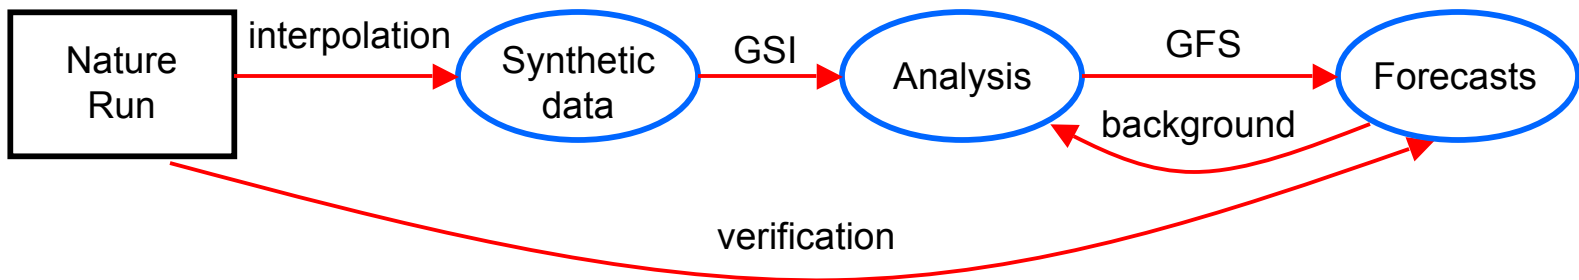 Nature
Run
interpolation
Synthetic
data
GSI
Analysis
GFS
Forecasts
background
verification